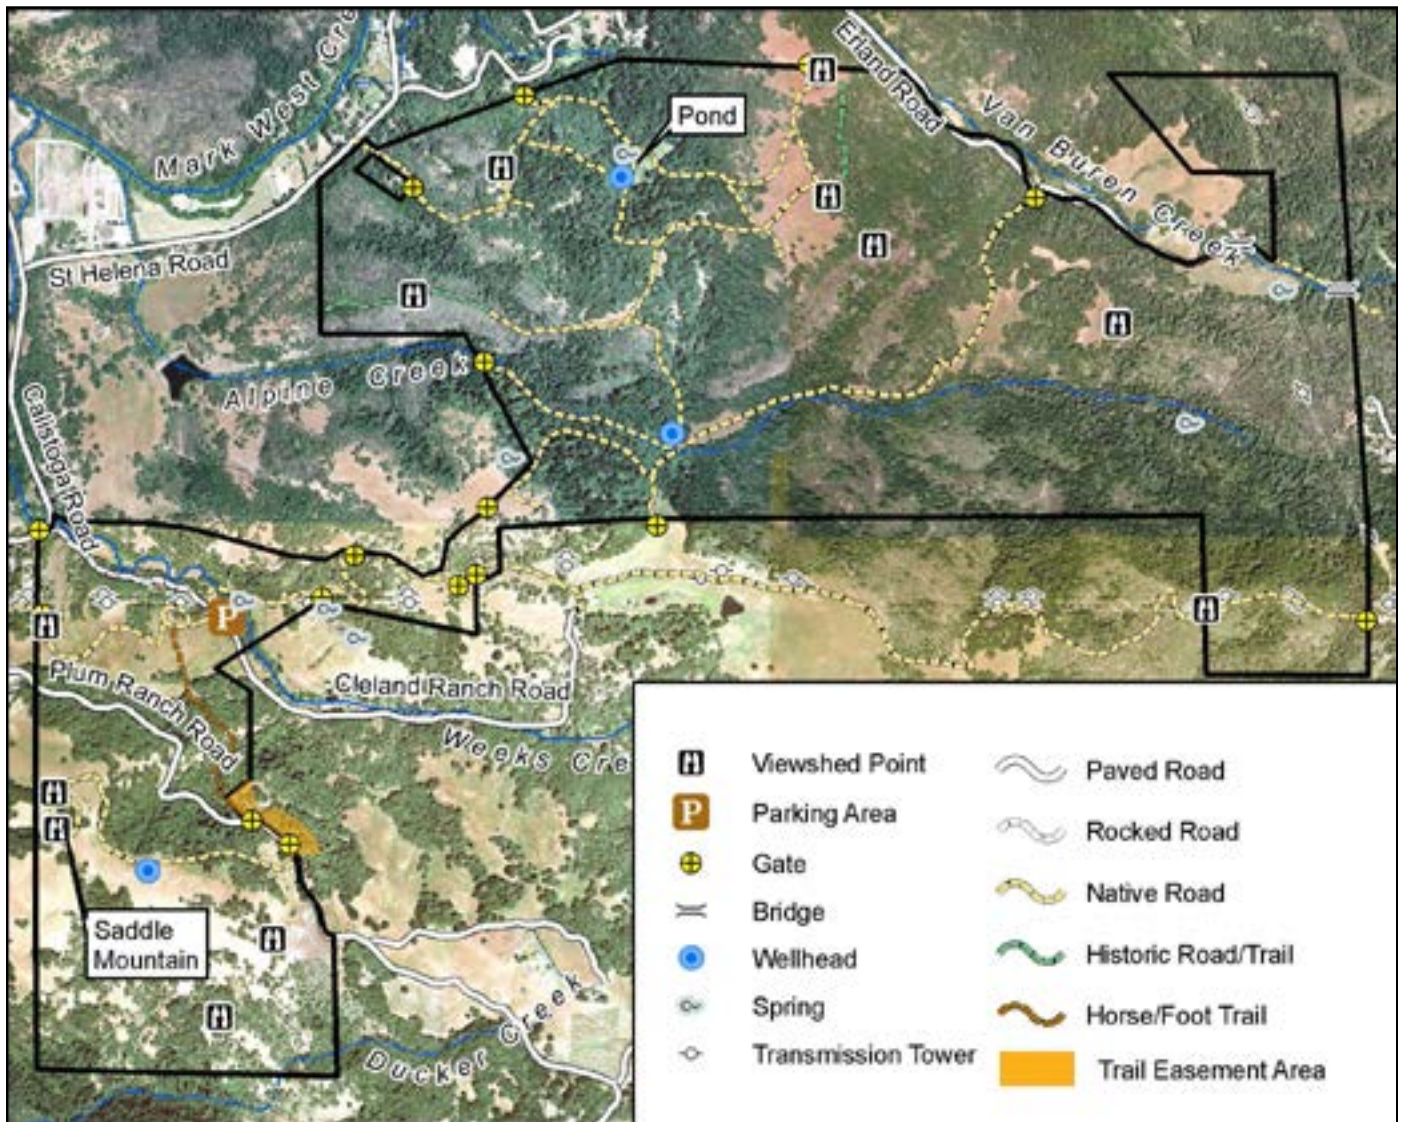 Mark West Cre
Erland Road
Van Buren Creek
Pond
St Helena Road
Alpine Creek
Calistoga Road
P
Plum Ranch Road
Cleland Ranch Road
Weeks Cre
Saddle
Mountain
Ducker Creek
Viewshed Point
P Parking Area
Gate
Bridge
Wellhead
Spring
Transmission Tower
Paved Road
Rocked Road
Native Road
Historic Road/Trail
Horse/Foot Trail
Trail Easement Area